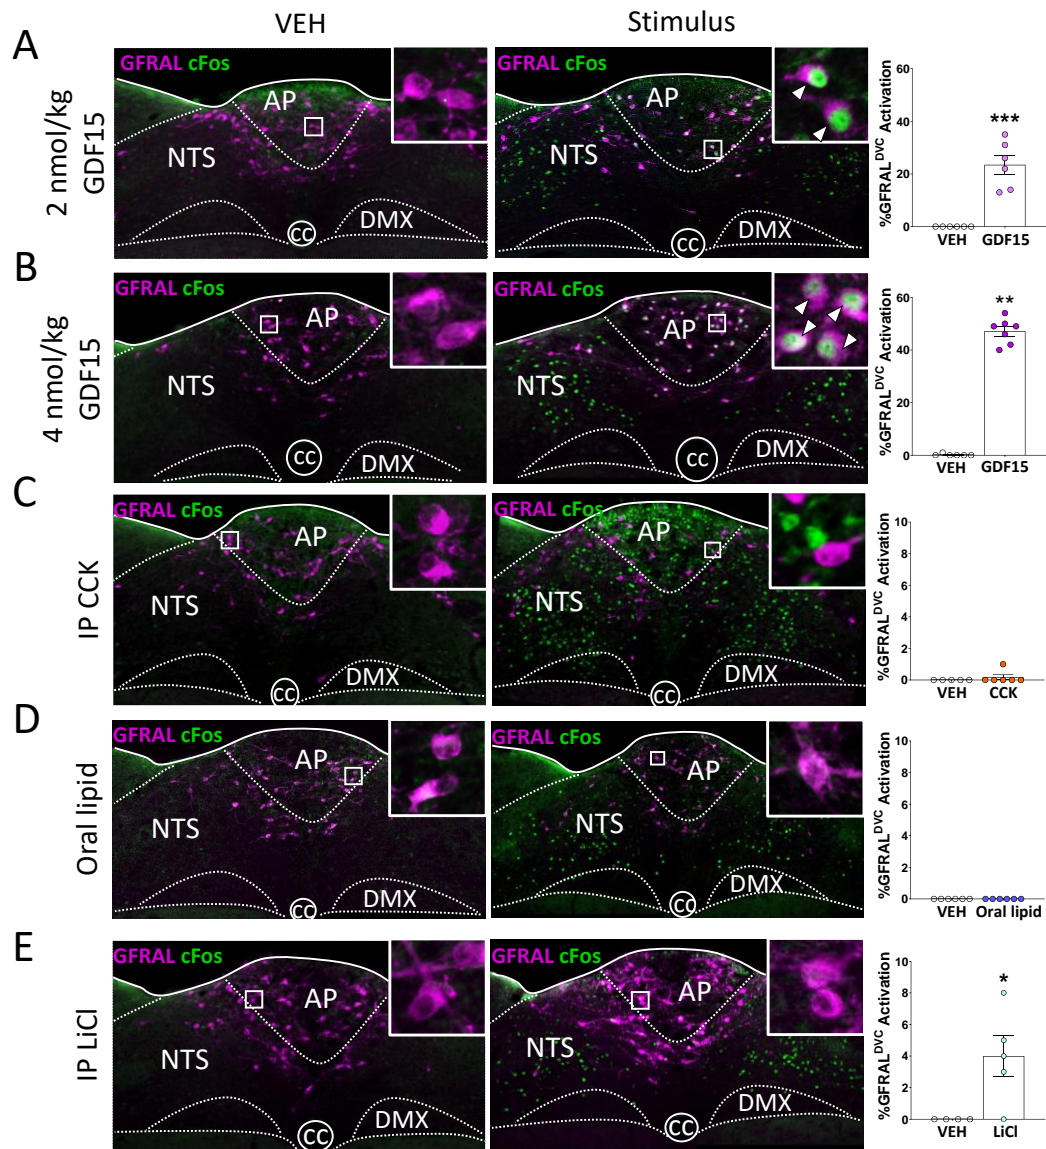 VEH
Stimulus
A
2 nmol/kg
GDF15
GFRAL cFos
AP
NTS
cc
DMX
GFRAL cFos
AP
NTS
cc
DMX
%GFRAL^DVC Activation
60
40
20
0
***
VEH
GDF15
B
4 nmol/kg
GDF15
GFRAL cFos
AP
NTS
cc
DMX
GFRAL cFos
AP
NTS
cc
DMX
%GFRAL^DVC Activation
60
40
20
0
**
VEH
GDF15
C
IP CCK
GFRAL cFos
AP
NTS
cc
DMX
GFRAL cFos
AP
NTS
cc
DMX
%GFRAL^DVC Activation
10
8
6
4
2
0
VEH
CCK
D
Oral lipid
GFRAL cFos
AP
NTS
cc
DMX
GFRAL cFos
AP
NTS
cc
DMX
%GFRAL^DVC Activation
10
8
6
4
2
0
VEH
Oral lipid
E
IP LiCl
GFRAL cFos
AP
NTS
cc
DMX
GFRAL cFos
AP
NTS
cc
DMX
%GFRAL^DVC Activation
10
8
6
4
2
0
*
VEH
LiCl